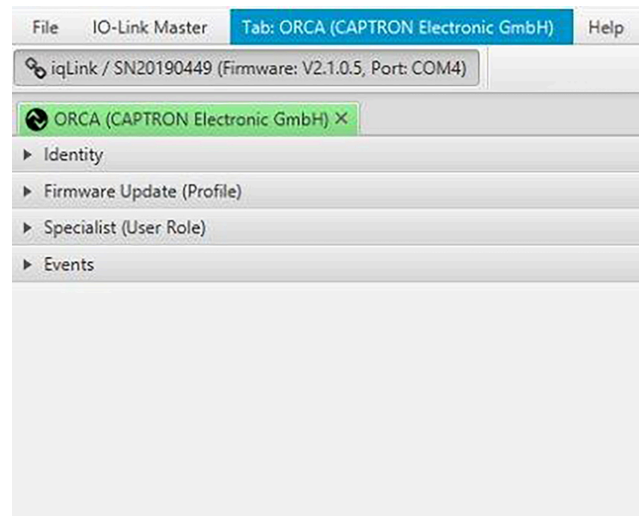 File IO-Link Master Tab: ORCA (CAPTRON Electronic GmbH) Help
iqLink / SN20190449 (Firmware: V2.1.0.5, Port: COM4)
ORCA (CAPTRON Electronic GmbH) ×
Identity
Firmware Update (Profile)
Specialist (User Role)
Events